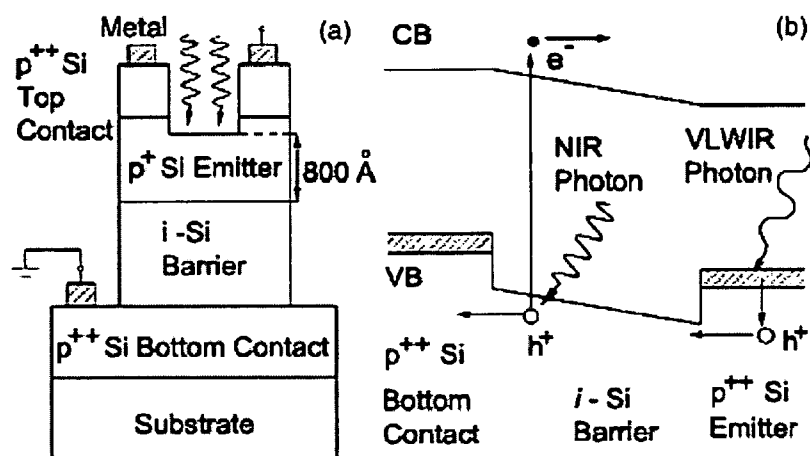 Metal
(a)
p++ Si
Top
Contact
p+ Si Emitter
800 Å
i -Si
Barrier
p++ Si Bottom Contact
Substrate
(b)
CB
e-
NIR
Photon
VLWIR
Photon
VB
h+
h+
p++ Si
Bottom
Contact
i - Si
Barrier
p++ Si
Emitter